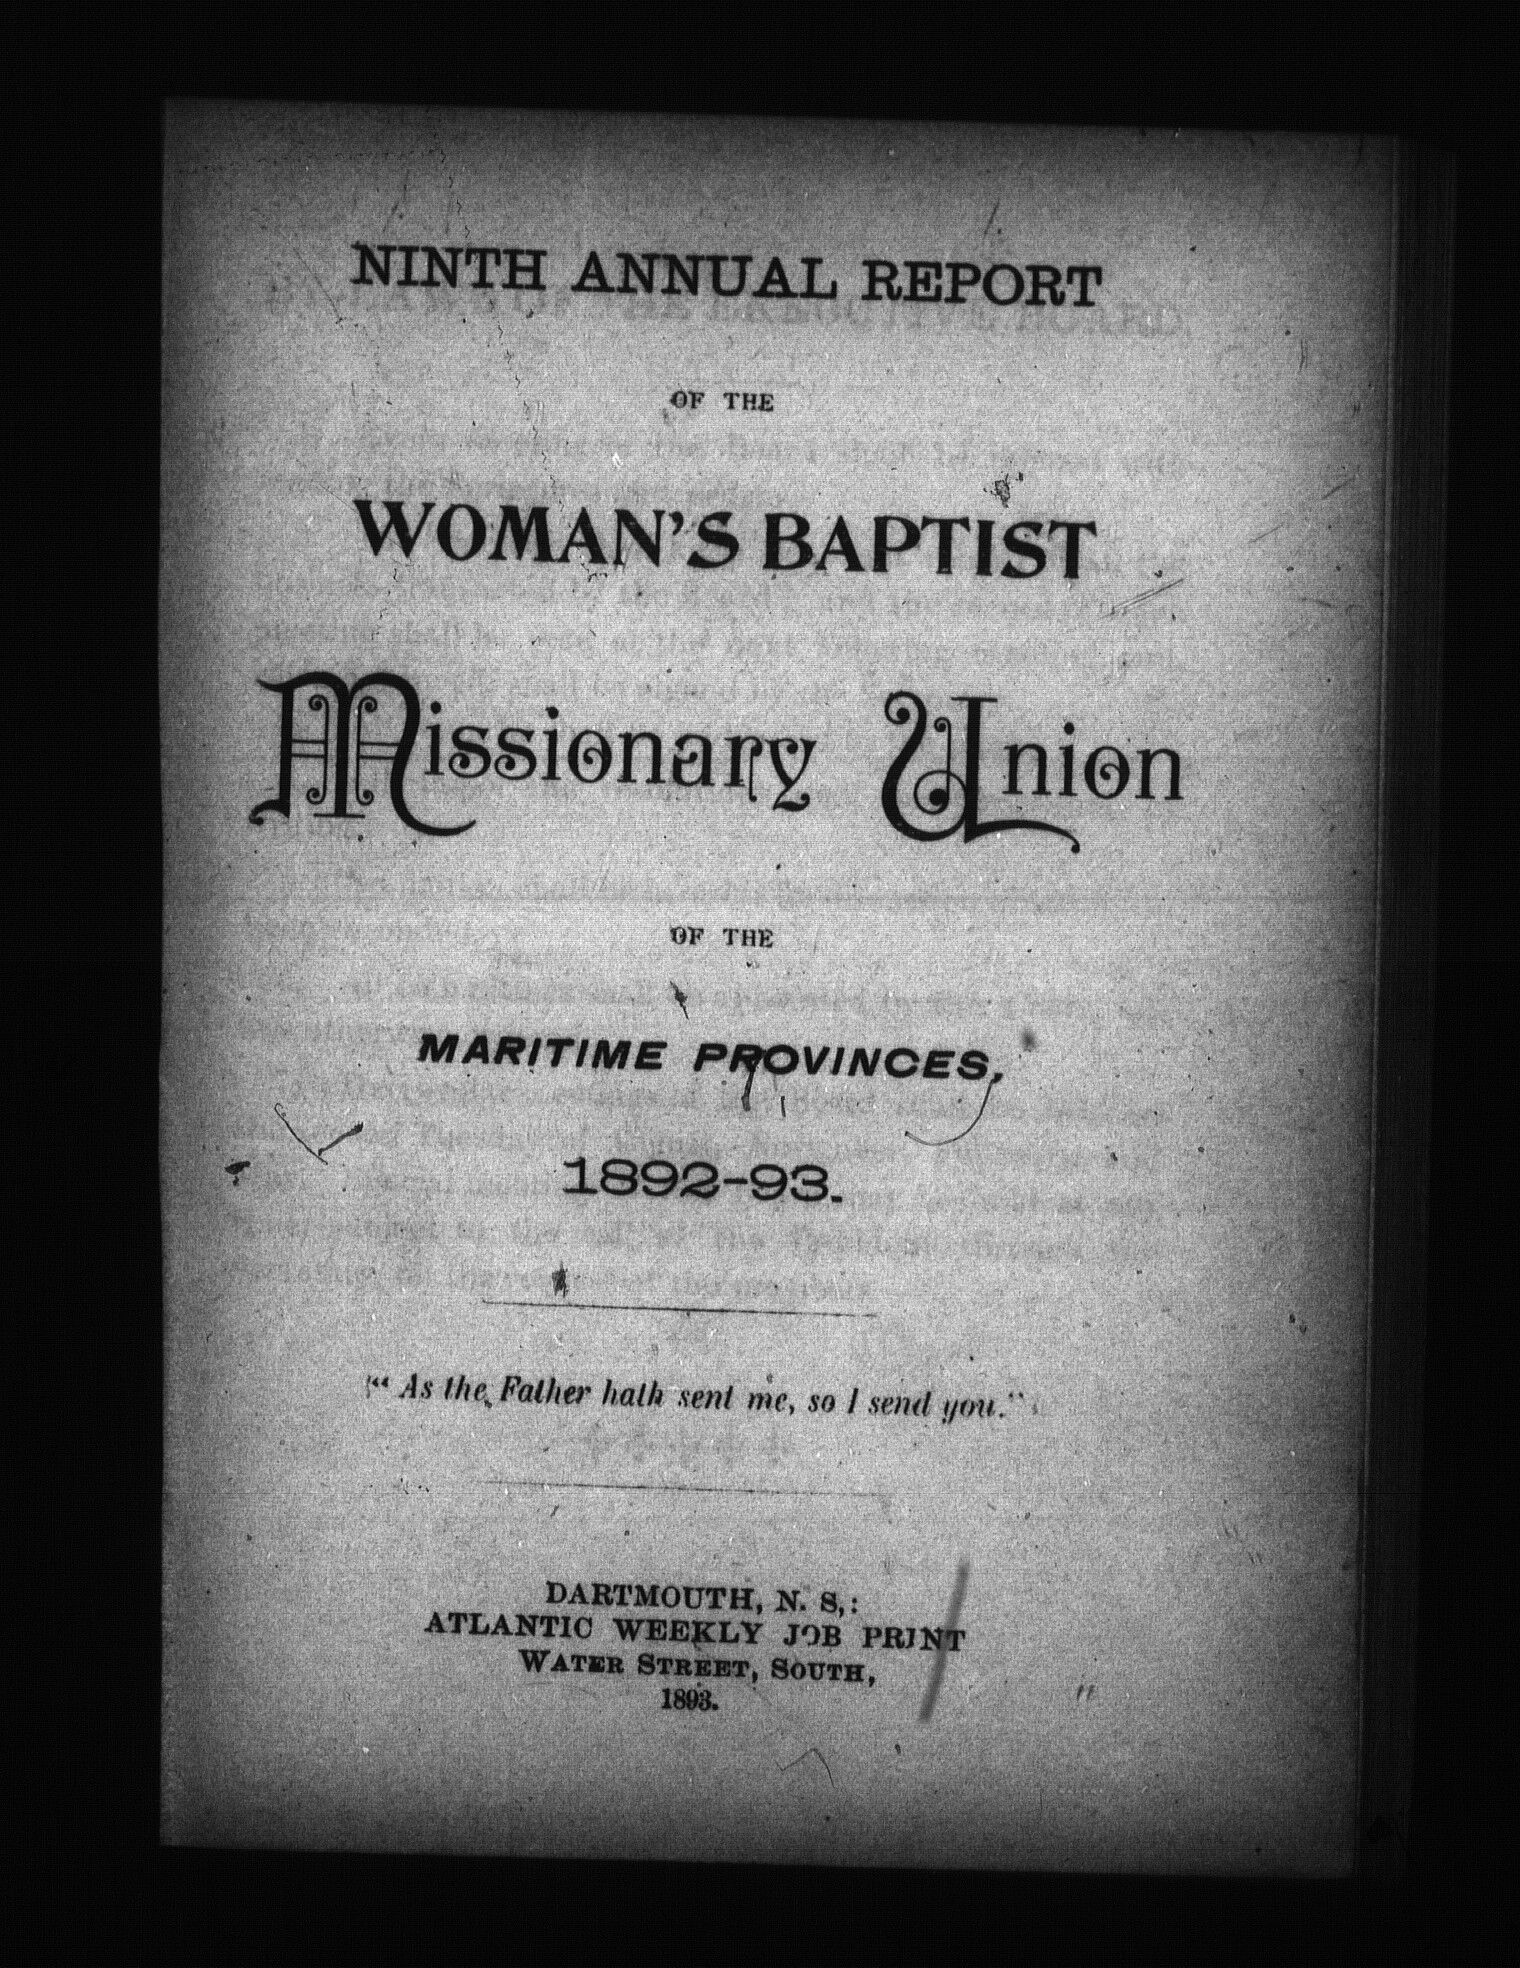 NINTH ANNUAL REPORT
OF THE
WOMAN'S BAPTIST
Missionary Union
OF THE
MARITIME PROVINCES,
1892-93.
"As the Father hath sent me, so I send you."
DARTMOUTH, N. S,:
ATLANTIC WEEKLY JOB PRINT
WATER STREET, SOUTH,
1893.